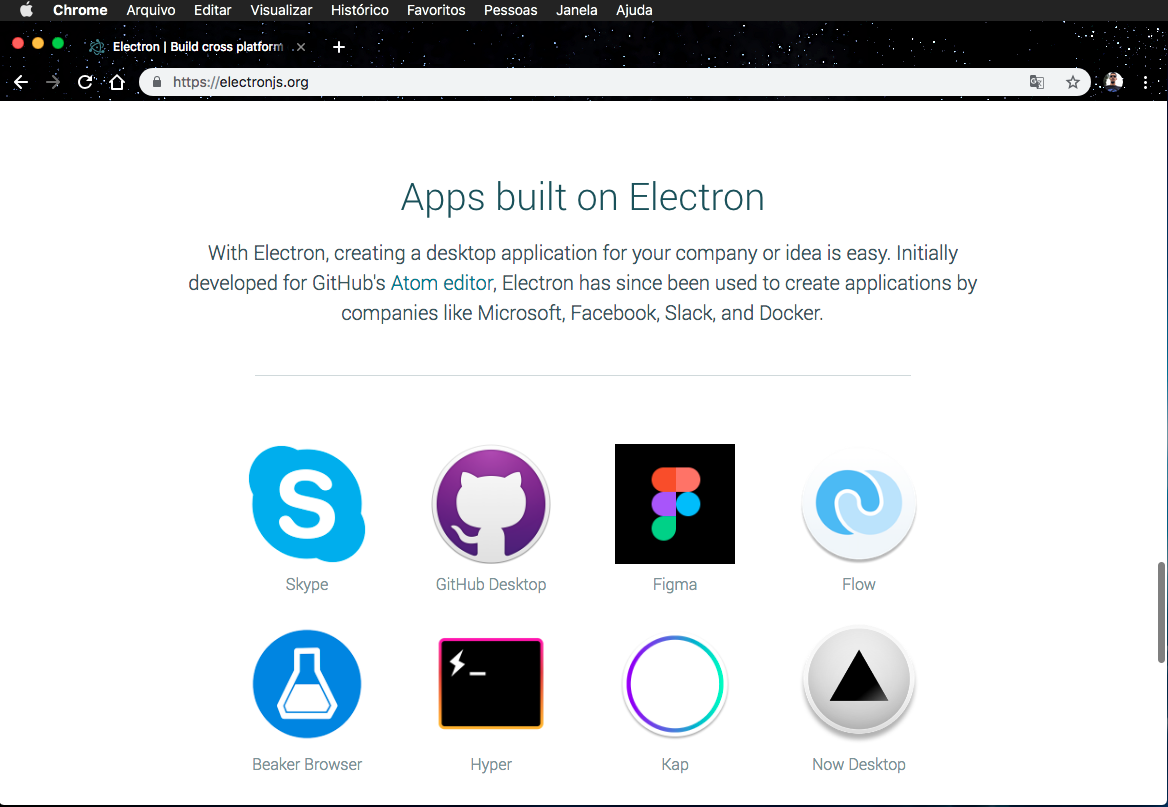 Chrome Arquivo Editar Visualizar Histórico Favoritos Pessoas Janela Ajuda
Electron | Build cross platform
https://electronjs.org
Apps built on Electron
With Electron, creating a desktop application for your company or idea is easy. Initially
developed for GitHub's Atom editor, Electron has since been used to create applications by
companies like Microsoft, Facebook, Slack, and Docker.
Skype GitHub Desktop Figma Flow
Beaker Browser Hyper Kap Now Desktop